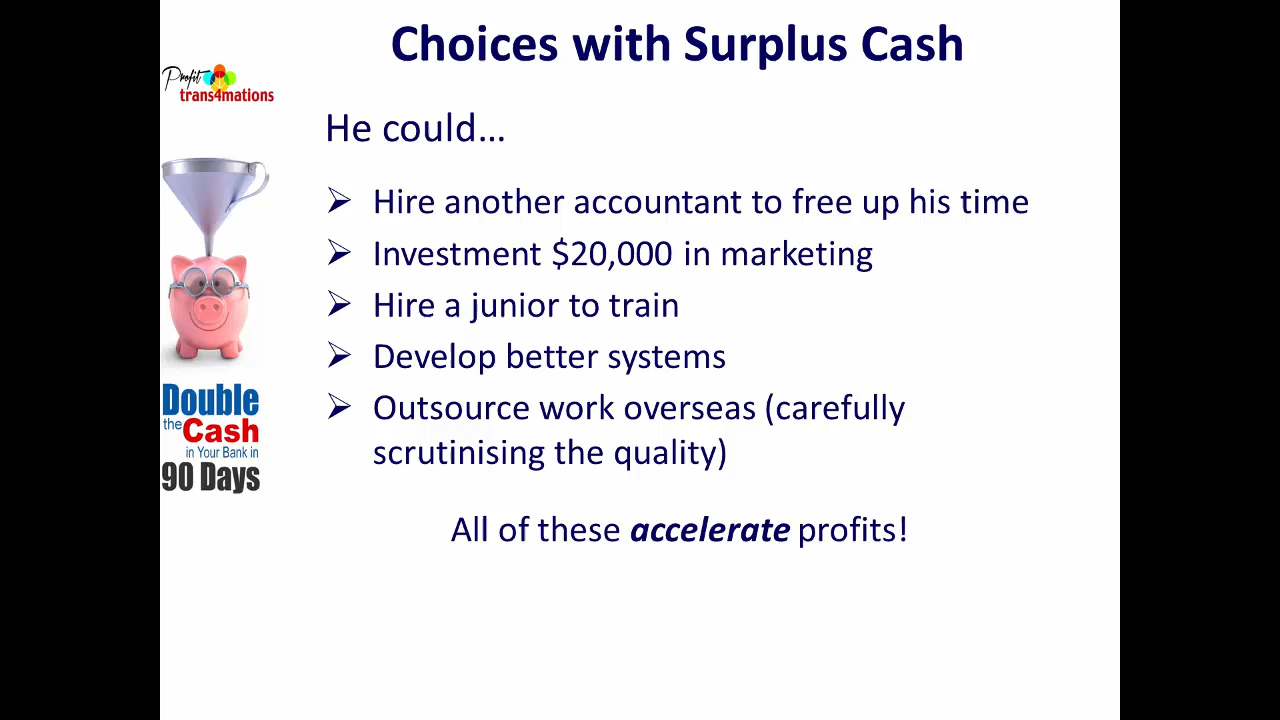 Choices with Surplus Cash
Profit
trans4mations
He could...
Hire another accountant to free up his time
Investment $20,000 in marketing
Hire a junior to train
Develop better systems
Outsource work overseas (carefully
scrutinising the quality)
All of these accelerate profits!
Double
the Cash
in Your Bank in
90 Days